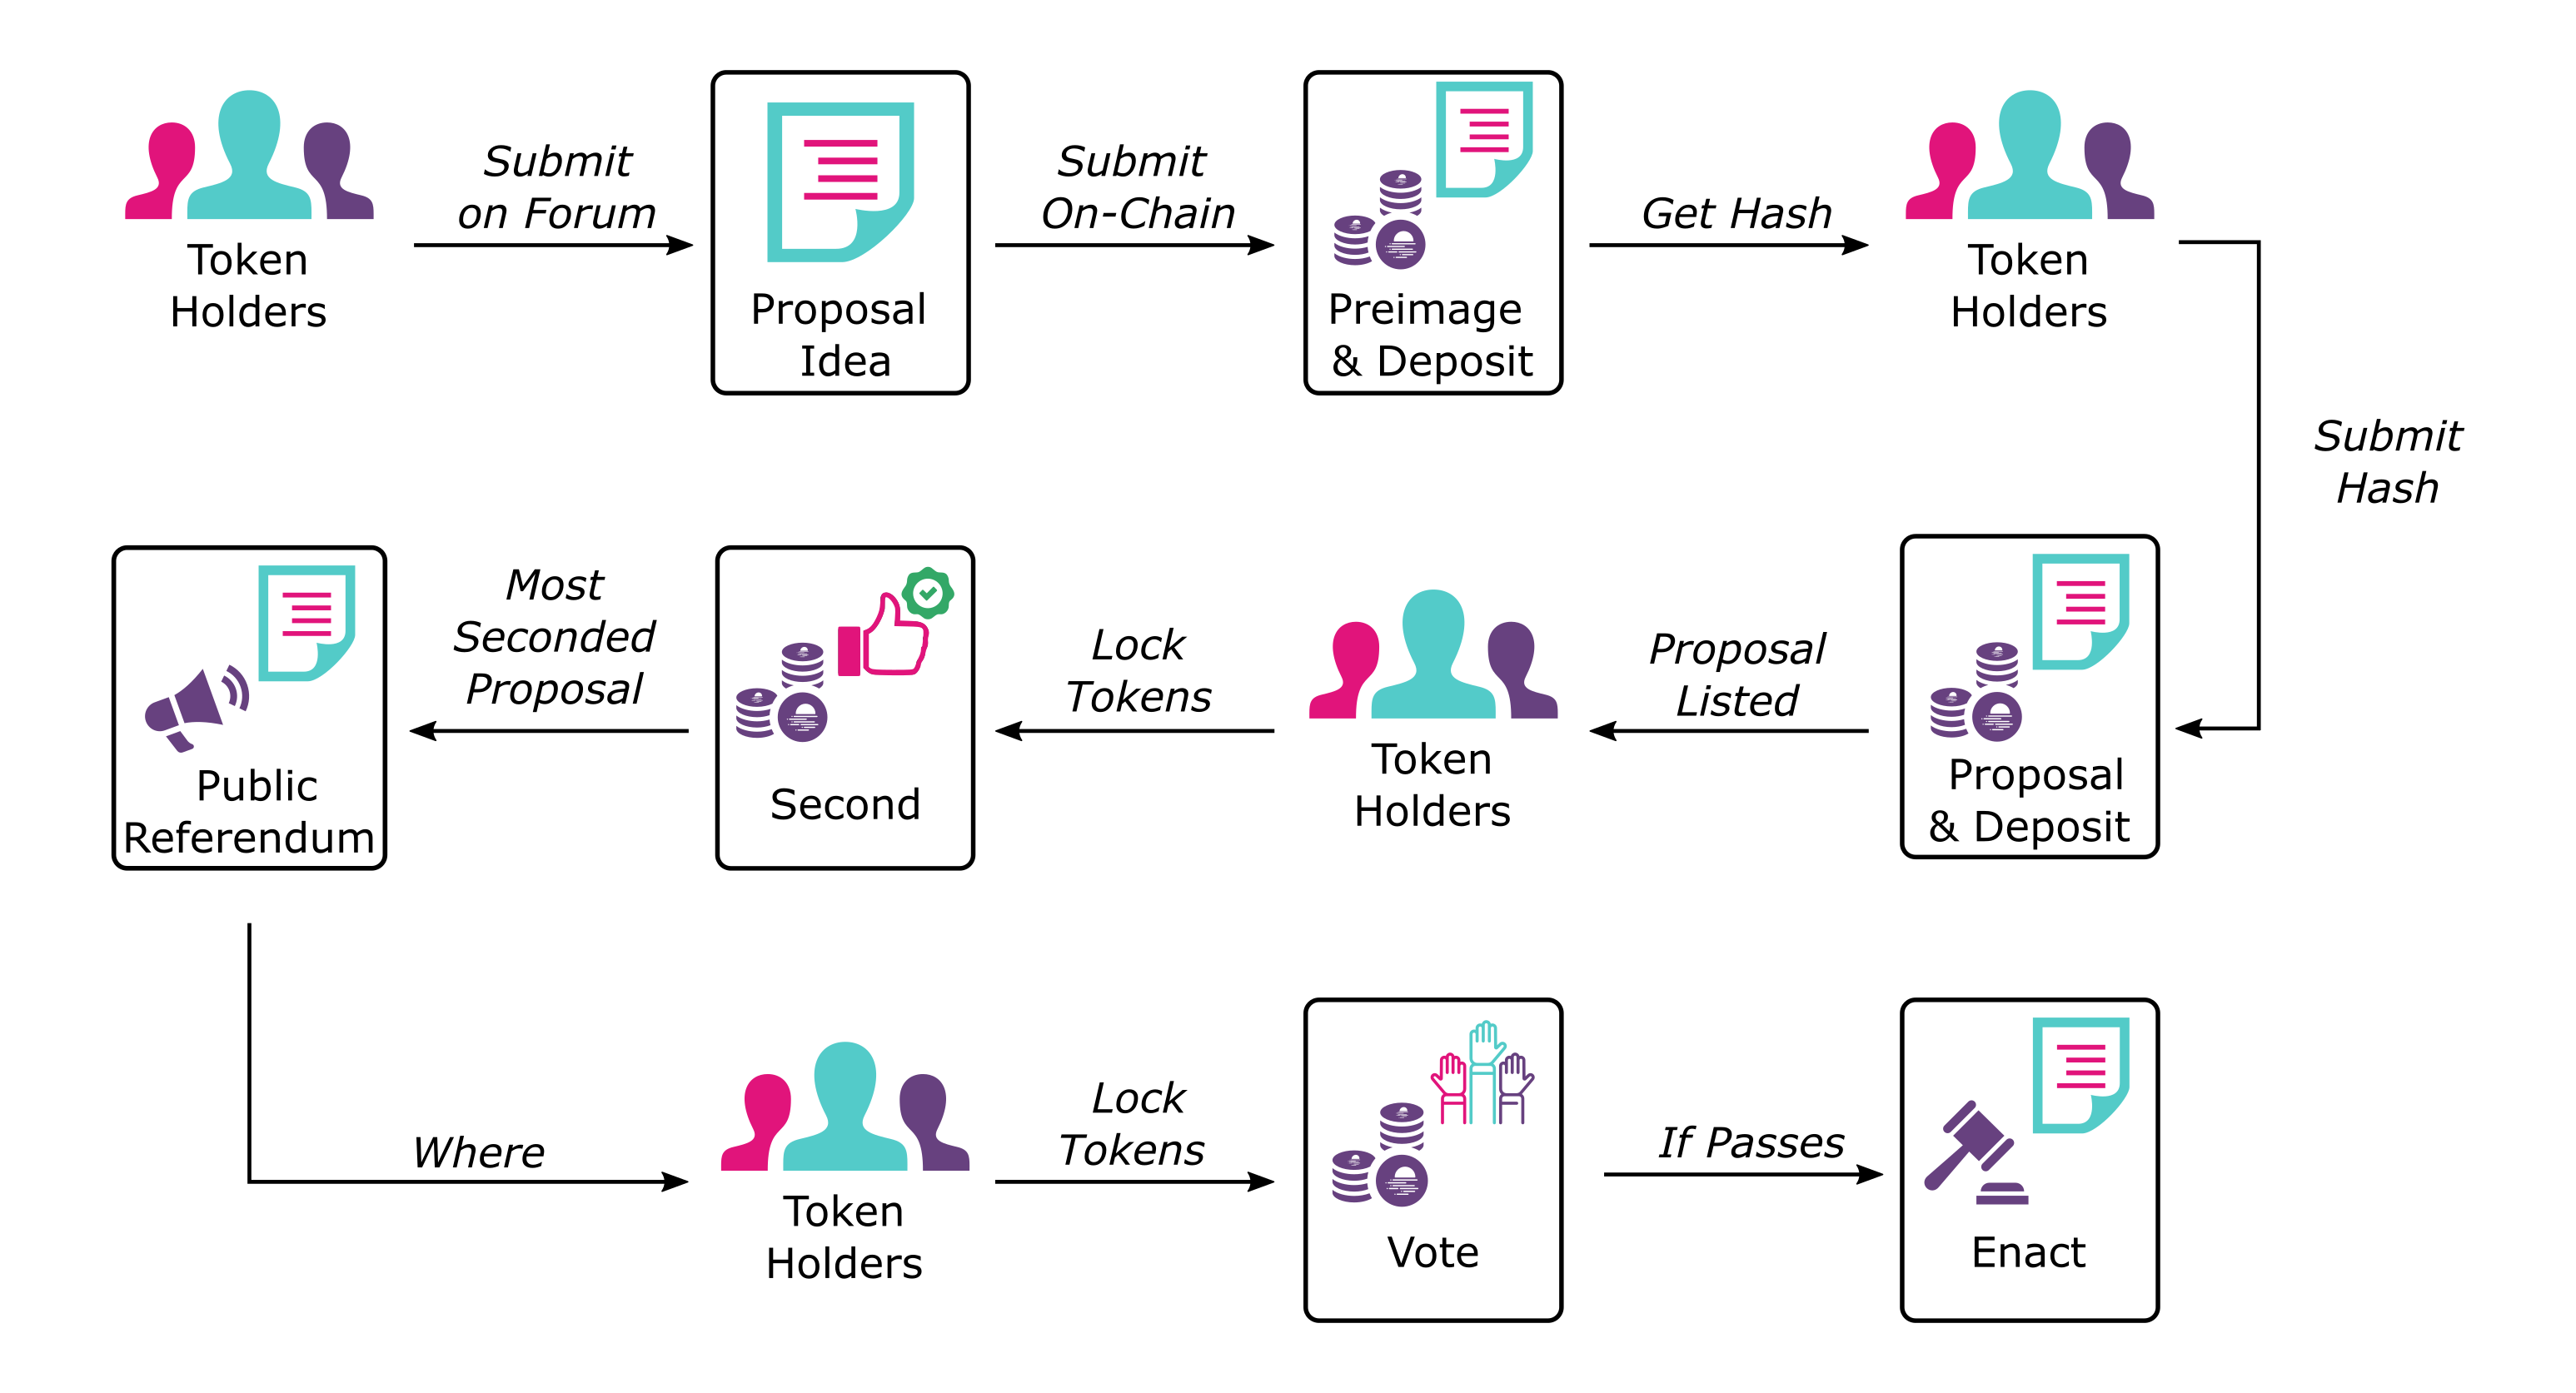 Token
Holders
Submit
on Forum
Proposal
Idea
Submit
On-Chain
Preimage
& Deposit
Get Hash
Token
Holders
Submit
Hash
Proposal
& Deposit
Proposal
Listed
Token
Holders
Lock
Tokens
Second
Most
Seconded
Proposal
Public
Referendum
Where
Token
Holders
Lock
Tokens
Vote
If Passes
Enact